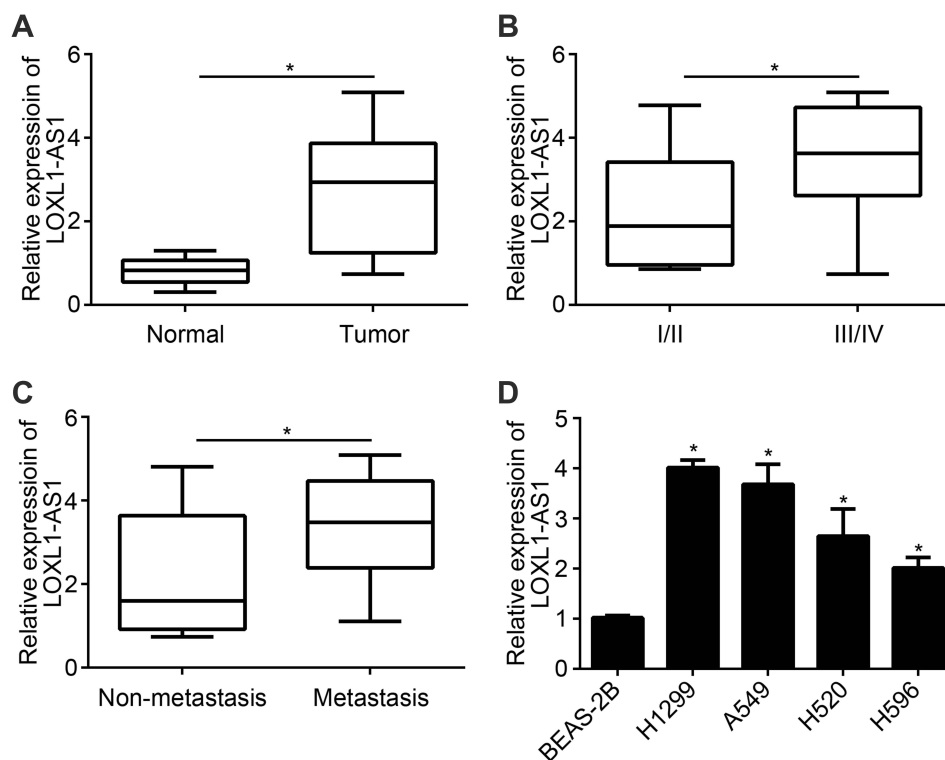 A
Relative expressioin of
LOXL1-AS1
6
4
2
0
*
Normal
Tumor
B
Relative expressioin of
LOXL1-AS1
6
4
2
0
*
I/II
III/IV
C
Relative expressioin of
LOXL1-AS1
6
4
2
0
*
Non-metastasis
Metastasis
D
Relative expressioin of
LOXL1-AS1
5
4
3
2
1
0
*
*
*
*
BEAS-2B
H1299
A549
H520
H596